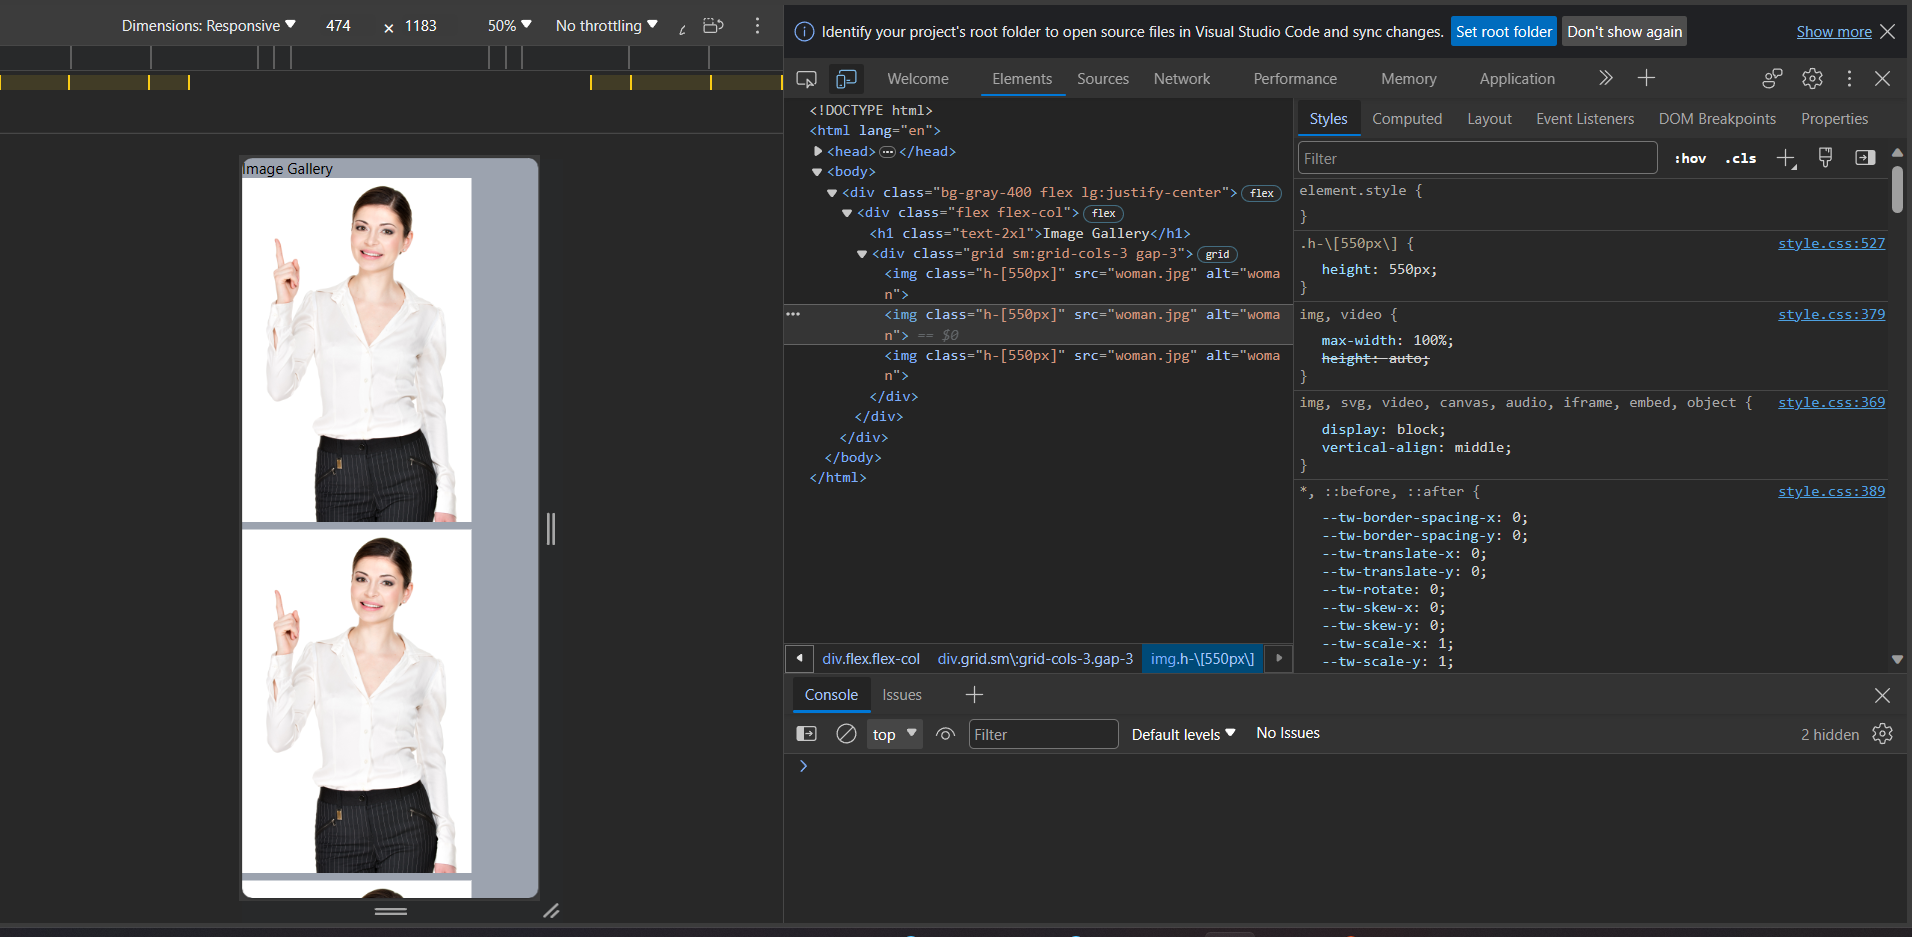 Dimensions: Responsive 474 × 1183 50% No throttling
Identify your project's root folder to open source files in Visual Studio Code and sync changes. Set root folder Don't show again Show more
Welcome Elements Sources Network Performance Memory Application
Image Gallery
<!DOCTYPE html>
<html lang="en">
<head> ••• </head>
<body>
<div class="bg-gray-400 flex lg:justify-center"> flex
<div class="flex flex-col"> flex
<h1 class="text-2xl">Image Gallery</h1>
<div class="grid sm:grid-cols-3 gap-3"> grid
<img class="h-[550px]" src="woman.jpg" alt="woma
n">
<img class="h-[550px]" src="woman.jpg" alt="woma
n"> == $0
<img class="h-[550px]" src="woman.jpg" alt="woma
n">
</div>
</div>
</div>
</body>
</html>
div.flex.flex-col div.grid.sm\:grid-cols-3.gap-3 img.h-\[550px\]
Styles Computed Layout Event Listeners DOM Breakpoints Properties
Filter :hov .cls
element.style {
}
.h-\[550px\] { style.css:527
height: 550px;
}
img, video { style.css:379
max-width: 100%;
height: auto;
}
img, svg, video, canvas, audio, iframe, embed, object { style.css:369
display: block;
vertical-align: middle;
}
*, ::before, ::after { style.css:389
--tw-border-spacing-x: 0;
--tw-border-spacing-y: 0;
--tw-translate-x: 0;
--tw-translate-y: 0;
--tw-rotate: 0;
--tw-skew-x: 0;
--tw-skew-y: 0;
--tw-scale-x: 1;
--tw-scale-y: 1;
Console Issues
top Filter Default levels No Issues 2 hidden